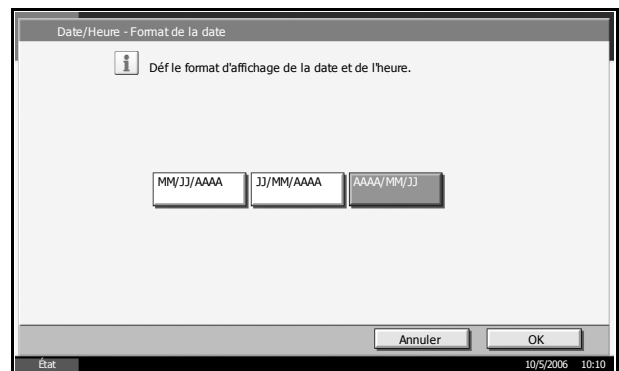 Date/Heure - Format de la date
i Déf le format d'affichage de la date et de l'heure.
MM/JJ/AAAA JJ/MM/AAAA AAAA/MM/JJ
Annuler OK
État 10/5/2006 10:10